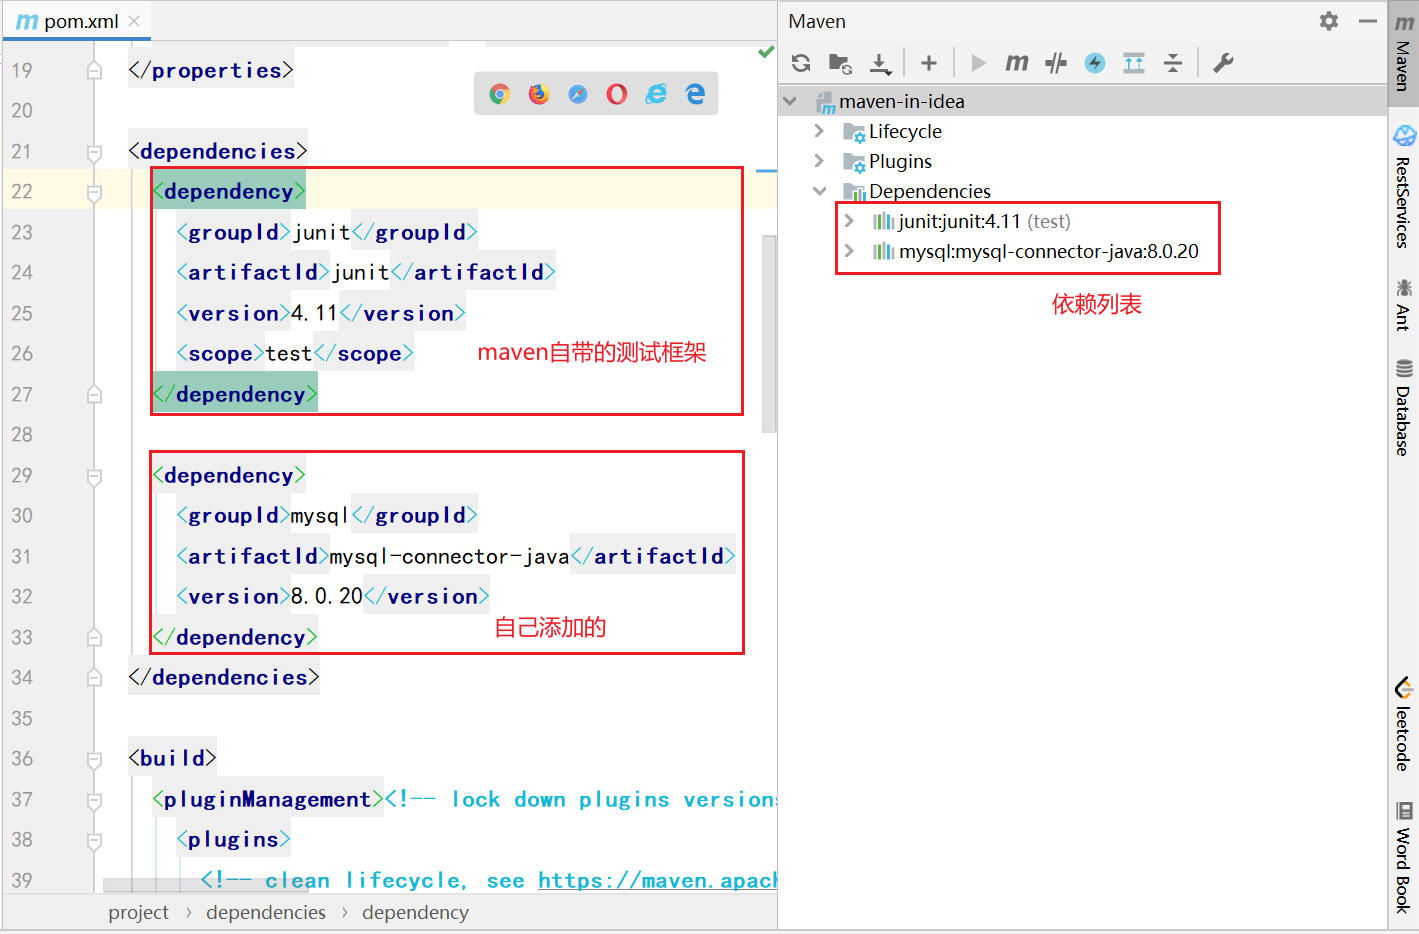 pom.xml
19 </properties>
20
21 <dependencies>
22 <dependency>
23 <groupId>junit</groupId>
24 <artifactId>junit</artifactId>
25 <version>4.11</version>
26 <scope>test</scope>
maven自带的测试框架
27 </dependency>
28
29 <dependency>
30 <groupId>mysql</groupId>
31 <artifactId>mysql-connector-java</artifactId>
32 <version>8.0.20</version>
自己添加的
33 </dependency>
34 </dependencies>
35
36 <build>
37 <pluginManagement><!-- lock down plugins versions
38 <plugins>
39 <!-- clean lifecycle, see https://maven.apach
project › dependencies › dependency
Maven
maven-in-idea
Lifecycle
Plugins
Dependencies
junit:junit:4.11 (test)
mysql:mysql-connector-java:8.0.20
依赖列表
Maven
RestServices
Ant
Database
leetcode
Word Book